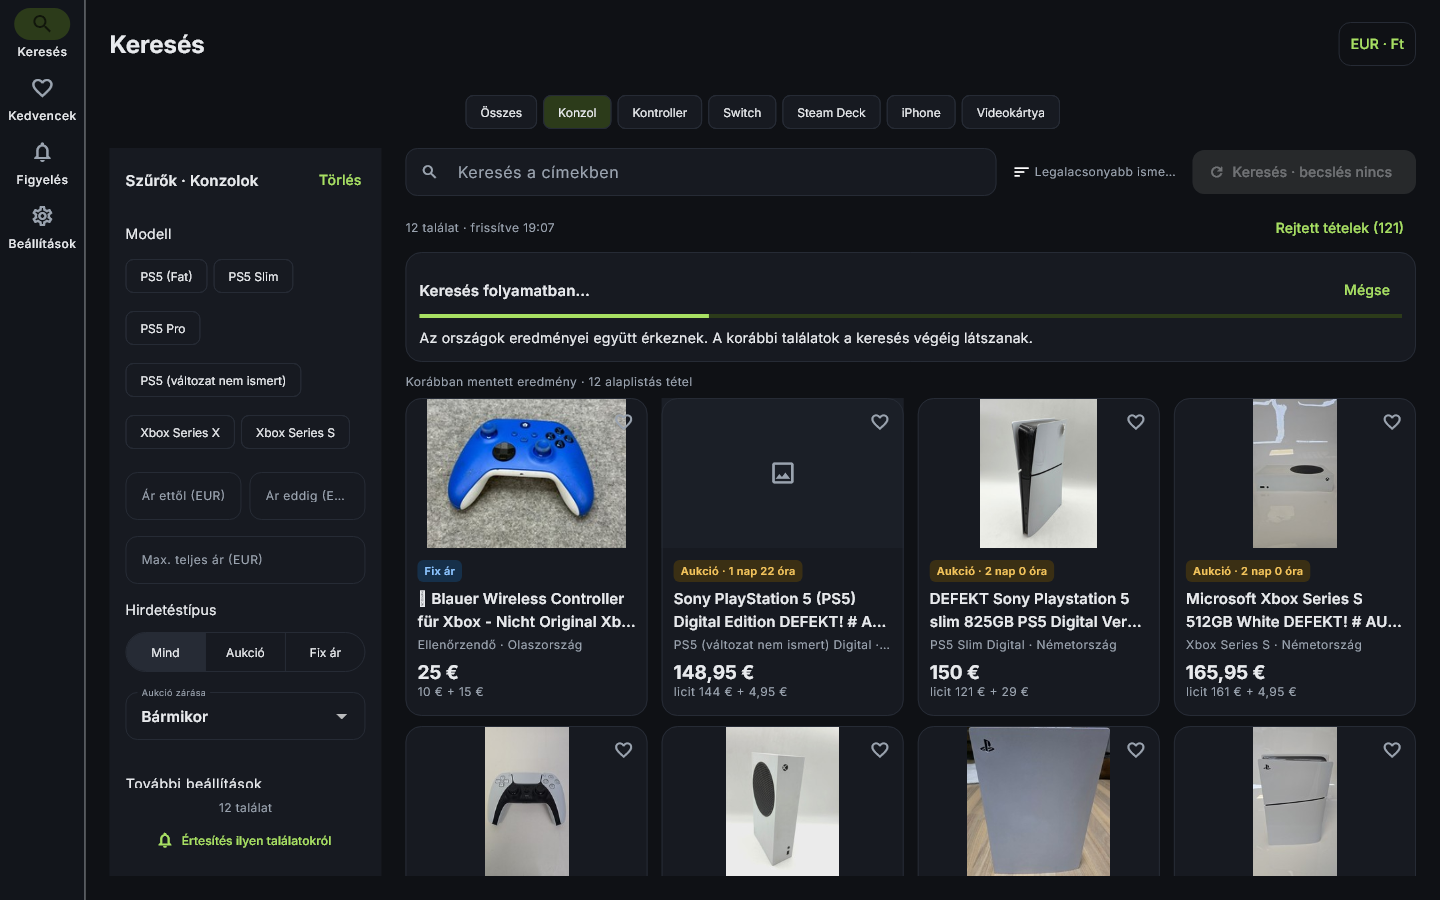 Keresés
Kedvencek
Figyelés
Beállítások
Keresés
EUR · Ft
Összes
Konzol
Kontroller
Switch
Steam Deck
iPhone
Videokártya
Szűrők · Konzolok
Törlés
Modell
PS5 (Fat)
PS5 Slim
PS5 Pro
PS5 (változat nem ismert)
Xbox Series X
Xbox Series S
Ár ettől (EUR)
Ár eddig (E...
Max. teljes ár (EUR)
Hirdetéstípus
Mind
Aukció
Fix ár
Aukció zárása
Bármikor
További beállítások
12 találat
Értesítés ilyen találatokról
Keresés a címekben
Legalacsonyabb isme...
Keresés · becslés nincs
12 találat · frissítve 19:07
Rejtett tételek (121)
Keresés folyamatban...
Mégse
Az országok eredményei együtt érkeznek. A korábbi találatok a keresés végéig látszanak.
Korábban mentett eredmény · 12 alaplistás tétel
Fix ár
Blauer Wireless Controller
für Xbox - Nicht Original Xb...
Ellenőrzendő · Olaszország
25 €
10 € + 15 €
Aukció · 1 nap 22 óra
Sony PlayStation 5 (PS5)
Digital Edition DEFEKT! # A...
PS5 (változat nem ismert) Digital ·...
148,95 €
licit 144 € + 4,95 €
Aukció · 2 nap 0 óra
DEFEKT Sony Playstation 5
slim 825GB PS5 Digital Ver...
PS5 Slim Digital · Németország
150 €
licit 121 € + 29 €
Aukció · 2 nap 0 óra
Microsoft Xbox Series S
512GB White DEFEKT! # AU...
Xbox Series S · Németország
165,95 €
licit 161 € + 4,95 €